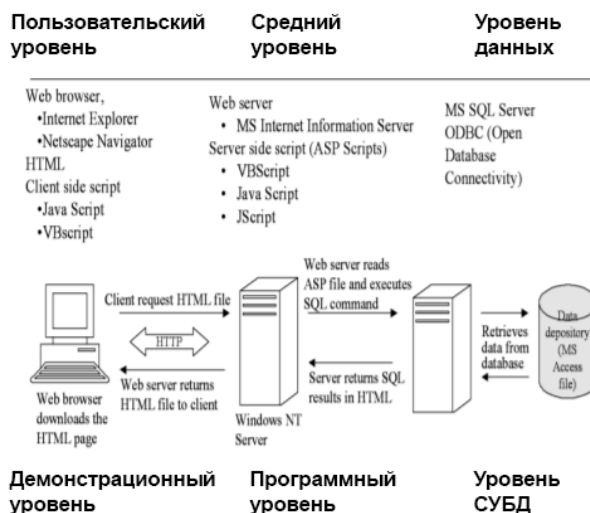 Пользовательский
уровень
Средний
уровень
Уровень
данных
Web browser,
•Internet Explorer
•Netscape Navigator
HTML
Client side script
•Java Script
•VBscript
Web server
• MS Internet Information Server
Server side script (ASP Scripts)
• VBScript
• Java Script
• JScript
MS SQL Server
ODBC (Open
Database
Connectivity)
Client request HTML file
HTTP
Web server returns
HTML file to client
Web browser
downloads the
HTML page
Web server reads
ASP file and executes
SQL command
Server returns SQL
results in HTML
Windows NT
Server
Retrieves
data from
database
Data
depository
(MS
Access
file)
Демонстрационный
уровень
Программный
уровень
Уровень
СУБД